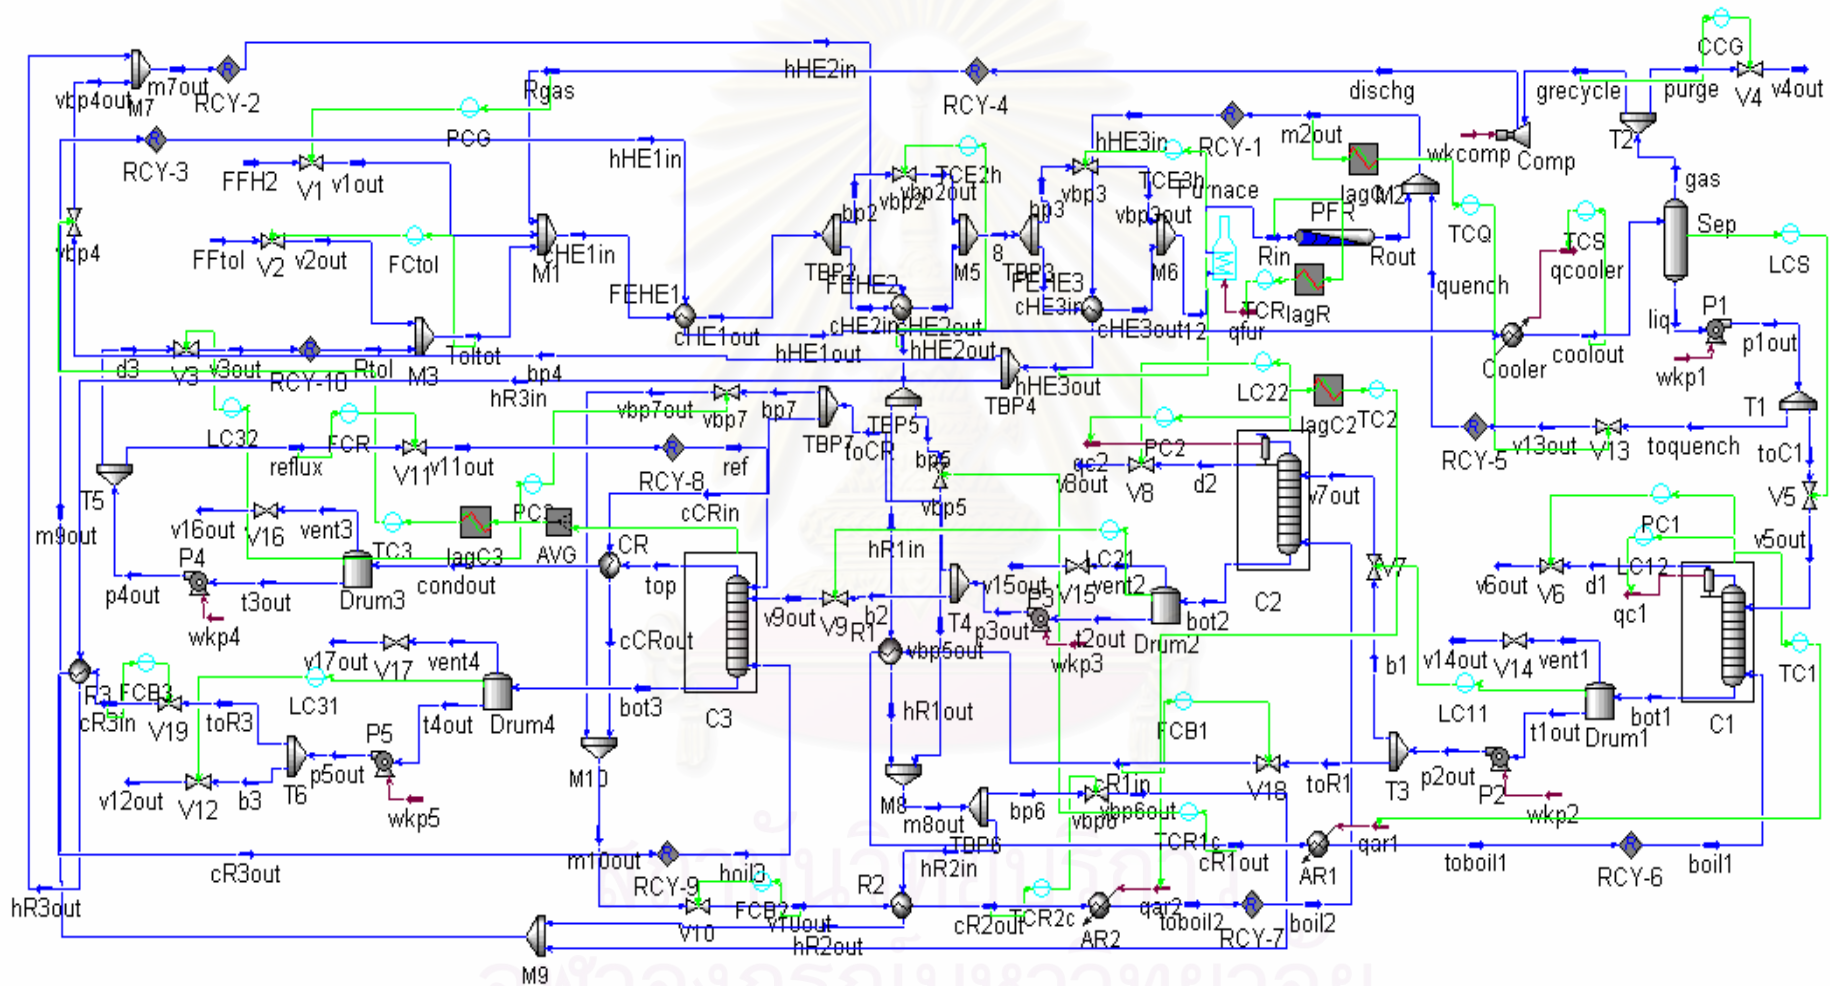 CCG
V4
v4out
purge
grecycle
T2
hHE2in
Rgas
RCY-4
dischg
m7out
M7
RCY-2
vbp4out
PCG
RCY-3
hHE1in
FFH2
V1
v1out
TCE2h
vbp2
vbp2out
bp2
hHE3in
RCY-1
m2out
TCE3h
vbp3
bp3
vbp3out
Furnace
lagQ
M2
PFR
wkcomp
Comp
gas
Sep
vbp4
FFtol
V2
v2out
FCtol
M1
cHE1in
TBP2
M5
8
TBP3
M6
Rin
Rout
TCQ
TCS
qcooler
LCS
FEHE1
FEHE2
FEHE3
cHE1out
cHE2in
cHE2out
cHE3in
cHE3out
12
TCR
lagR
qfur
quench
liq
P1
p1out
wkp1
Cooler
coolout
d3
V3
v3out
RCY-10
Rtol
M3
Toltot
bp4
hHE1out
hHE2out
hHE3out
hR3in
TBP4
LC22
lagC2
TC2
T1
LC32
FCR
reflux
V11
v11out
RCY-8
ref
vbp7out
vbp7
bp7
TBP7
toCR
TEP5
bp5
vbp5
PC2
qc2
v8out
V8
d2
v7out
RCY-5
v13out
V13
toquench
toC1
V5
v5out
T5
v16out
V16
vent3
TC3
lagC3
AVG
cCRin
CR
hR1in
LC21
C2
V7
PC1
LC12
m9out
P4
p4out
t3out
Drum3
condout
wkp4
top
v9out
V9
b2
R1
T4
v15out
V15
vent2
P3
p3out
t2out
Drum2
bot2
wkp3
v6out
V6
d1
qc1
cCRout
vbp5out
b1
v14out
V14
vent1
TC1
v17out
V17
vent4
R3
cR3in
FCB3
V19
toR3
LC31
t4out
Drum4
bot3
C3
hR1out
FCB1
LC11
t1out
Drum1
bot1
C1
v12out
V12
b3
T6
p5out
P5
wkp5
M10
M8
m8out
bp6
TBP6
vbp6
vbp6out
cR1in
V18
toR1
T3
p2out
P2
wkp2
cR3out
m10out
RCY-9
hR2in
TCR1c
cR1out
AR1
qar1
toboil1
RCY-6
boil1
hR3out
V10
FCB2
v10out
R2
cR2out
TCR2c
AR2
qar2
toboil2
RCY-7
boil2
M9
hR2out